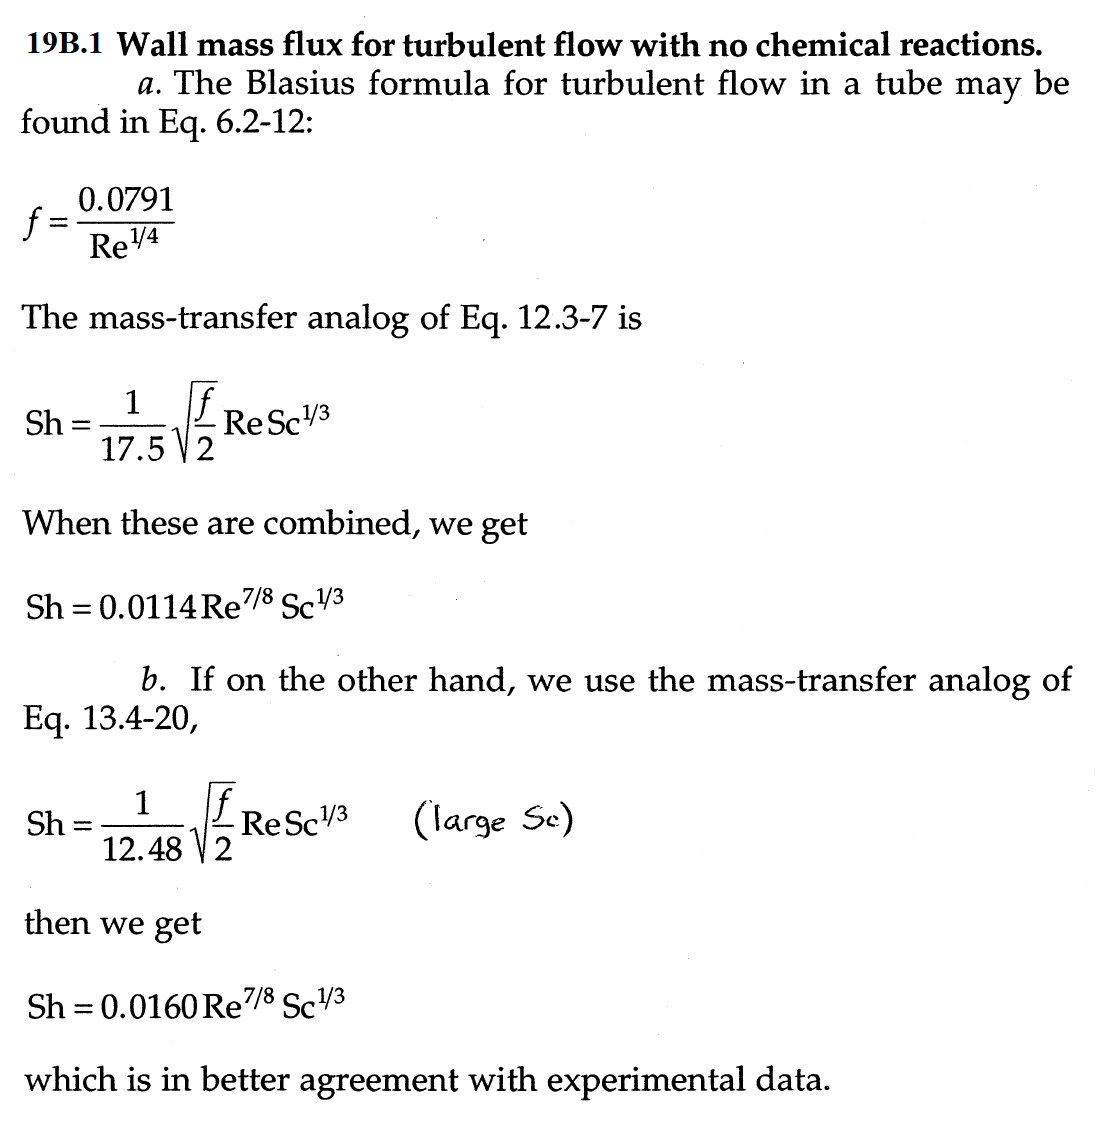 19B.1 Wall mass flux for turbulent flow with no chemical reactions.
a. The Blasius formula for turbulent flow in a tube may be
found in Eq. 6.2-12:
f = 0.0791 / Re^1/4
The mass-transfer analog of Eq. 12.3-7 is
Sh = 1/17.5 √(f/2) Re Sc^1/3
When these are combined, we get
Sh = 0.0114 Re^7/8 Sc^1/3
b. If on the other hand, we use the mass-transfer analog of
Eq. 13.4-20,
Sh = 1/12.48 √(f/2) Re Sc^1/3 (large Sc)
then we get
Sh = 0.0160 Re^7/8 Sc^1/3
which is in better agreement with experimental data.